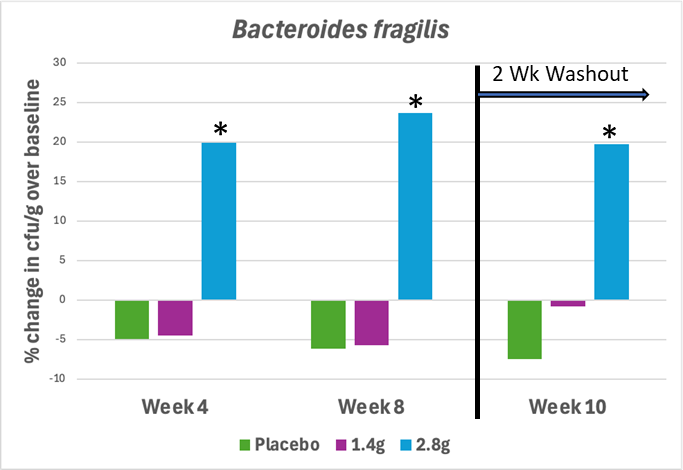 Bacteroides fragilis
2 Wk Washout
% change in cfu/g over baseline
30
25
20
15
10
5
0
-5
-10
*
*
*
Week 4
Week 8
Week 10
Placebo
1.4g
2.8g